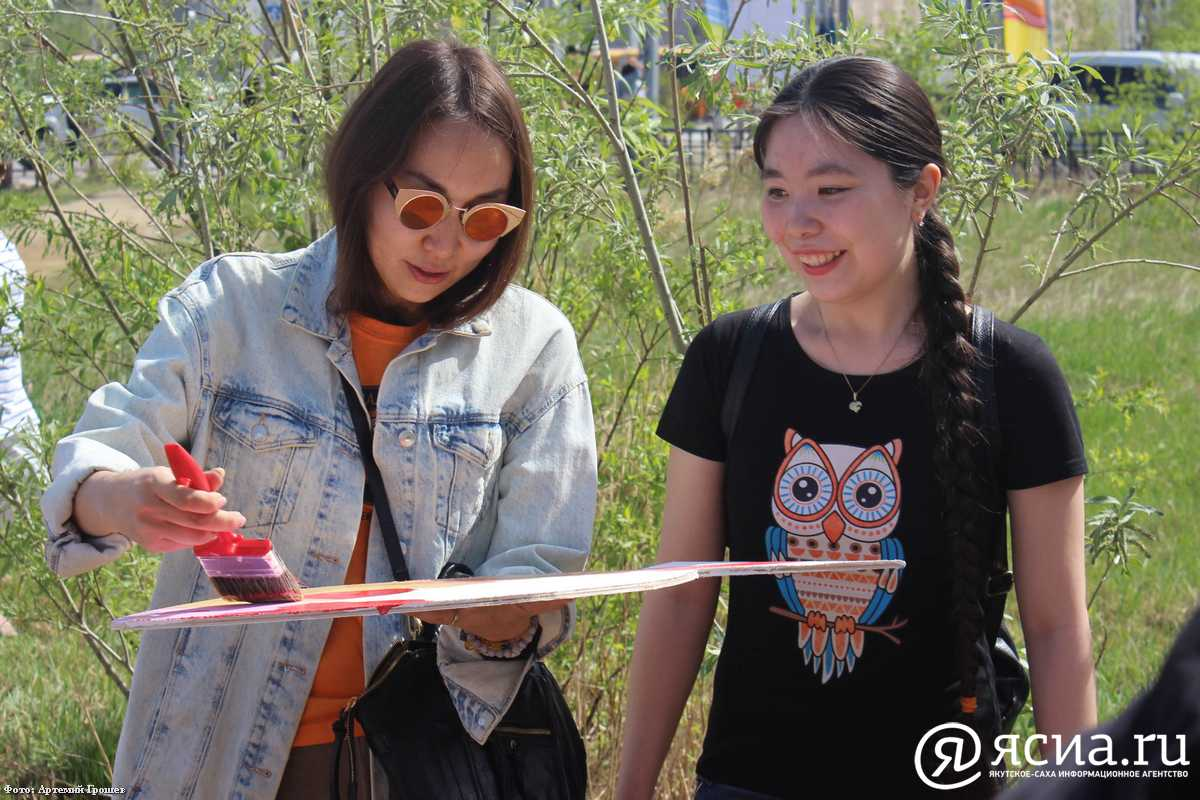 ЯСИА.RU
ЯКУТСКОЕ-САХА ИНФОРМАЦИОННОЕ АГЕНТСТВО
Фото: Артемий Грошев